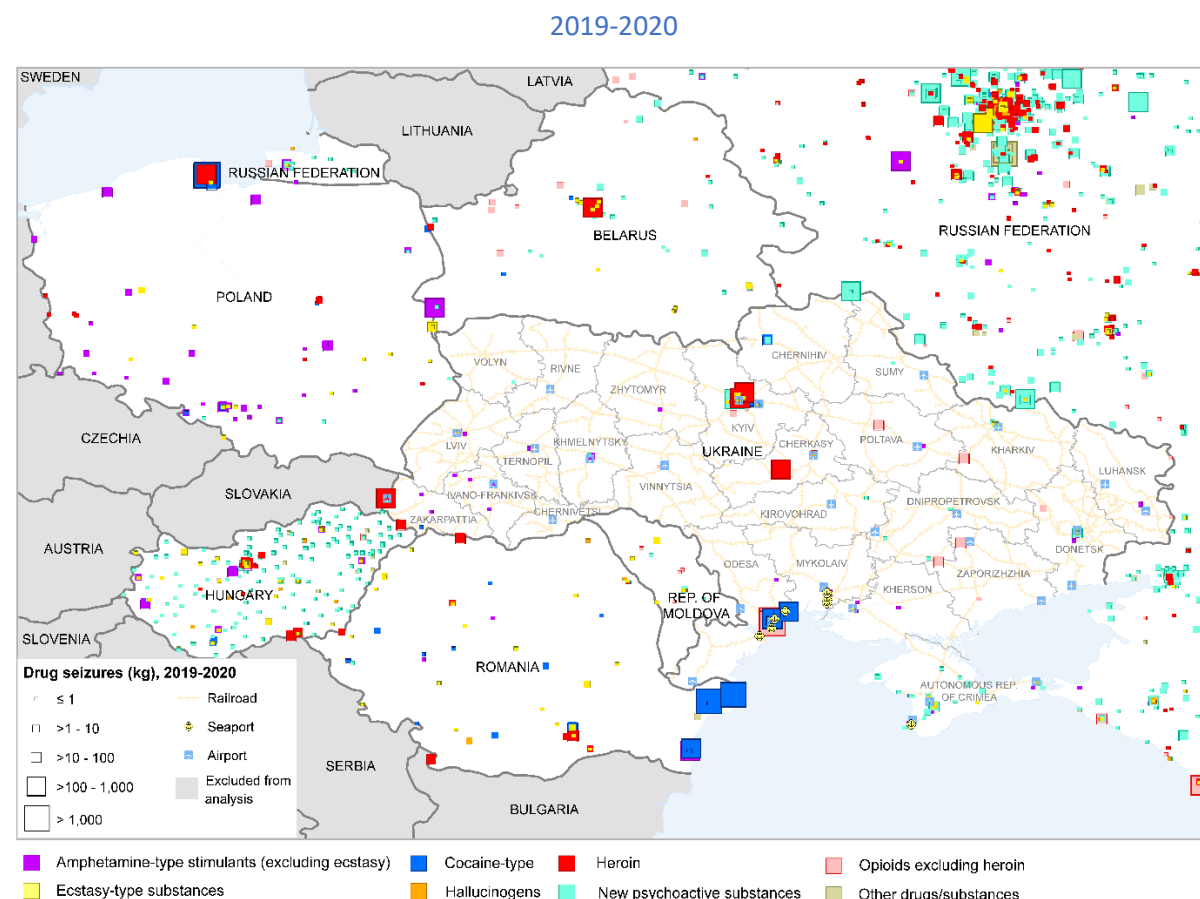 2019-2020
SWEDEN
LATVIA
LITHUANIA
RUSSIAN FEDERATION
BELARUS
RUSSIAN FEDERATION
POLAND
CHERNIHIV
VOLYN
RIVNE
SUMY
ZHYTOMYR
KYIV
CZECHIA
LVIV
KHMELNYTSKY
CHERKASY
POLTAVA
KHARKIV
UKRAINE
TERNOPIL
LUHANSK
SLOVAKIA
IVANO-FRANKIVSK
VINNYTSIA
DNIPROPETROVSK
CHERNIVETSI
KIROVOHRAD
ZAKARPATTIA
AUSTRIA
DONETSK
ODESA
MYKOLAIV
ZAPORIZHZHIA
HUNGARY
KHERSON
REP. OF
MOLDOVA
SLOVENIA
ROMANIA
AUTONOMOUS REP.
OF CRIMEA
SERBIA
BULGARIA
Drug seizures (kg), 2019-2020
≤ 1
>1 - 10
>10 - 100
>100 - 1,000
> 1,000
Railroad
Seaport
Airport
Excluded from
analysis
Amphetamine-type stimulants (excluding ecstasy)
Cocaine-type
Heroin
Opioids excluding heroin
Ecstasy-type substances
Hallucinogens
New psychoactive substances
Other drugs/substances